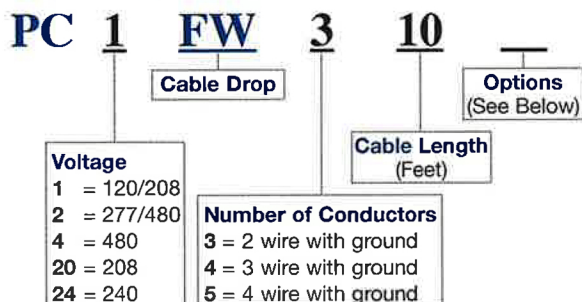 PC 1 FW 3 10 __
Cable Drop
Options
(See Below)
Cable Length
(Feet)
Voltage
1 = 120/208
2 = 277/480
4 = 480
20 = 208
24 = 240
Number of Conductors
3 = 2 wire with ground
4 = 3 wire with ground
5 = 4 wire with ground